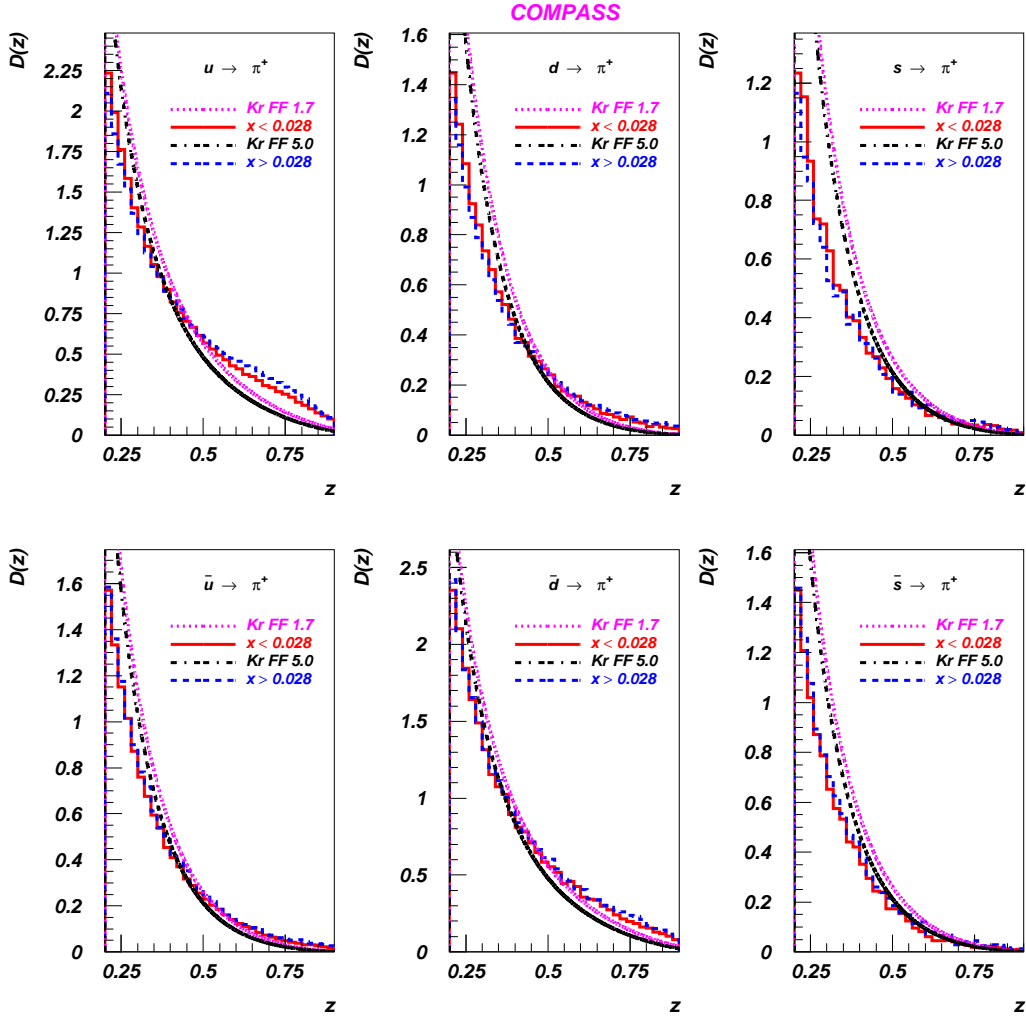 COMPASS
D(z)
u → π+
Kr FF 1.7
x < 0.028
Kr FF 5.0
x > 0.028
2.25
2
1.75
1.5
1.25
1
0.75
0.5
0.25
0
0.25 0.5 0.75
z
D(z)
d → π+
Kr FF 1.7
x < 0.028
Kr FF 5.0
x > 0.028
1.6
1.4
1.2
1
0.8
0.6
0.4
0.2
0
0.25 0.5 0.75
z
D(z)
s → π+
Kr FF 1.7
x < 0.028
Kr FF 5.0
x > 0.028
1.2
1
0.8
0.6
0.4
0.2
0
0.25 0.5 0.75
z
D(z)
ū → π+
Kr FF 1.7
x < 0.028
Kr FF 5.0
x > 0.028
1.6
1.4
1.2
1
0.8
0.6
0.4
0.2
0
0.25 0.5 0.75
z
D(z)
d̄ → π+
Kr FF 1.7
x < 0.028
Kr FF 5.0
x > 0.028
2.5
2
1.5
1
0.5
0
0.25 0.5 0.75
z
D(z)
s̄ → π+
Kr FF 1.7
x < 0.028
Kr FF 5.0
x > 0.028
1.6
1.4
1.2
1
0.8
0.6
0.4
0.2
0
0.25 0.5 0.75
z